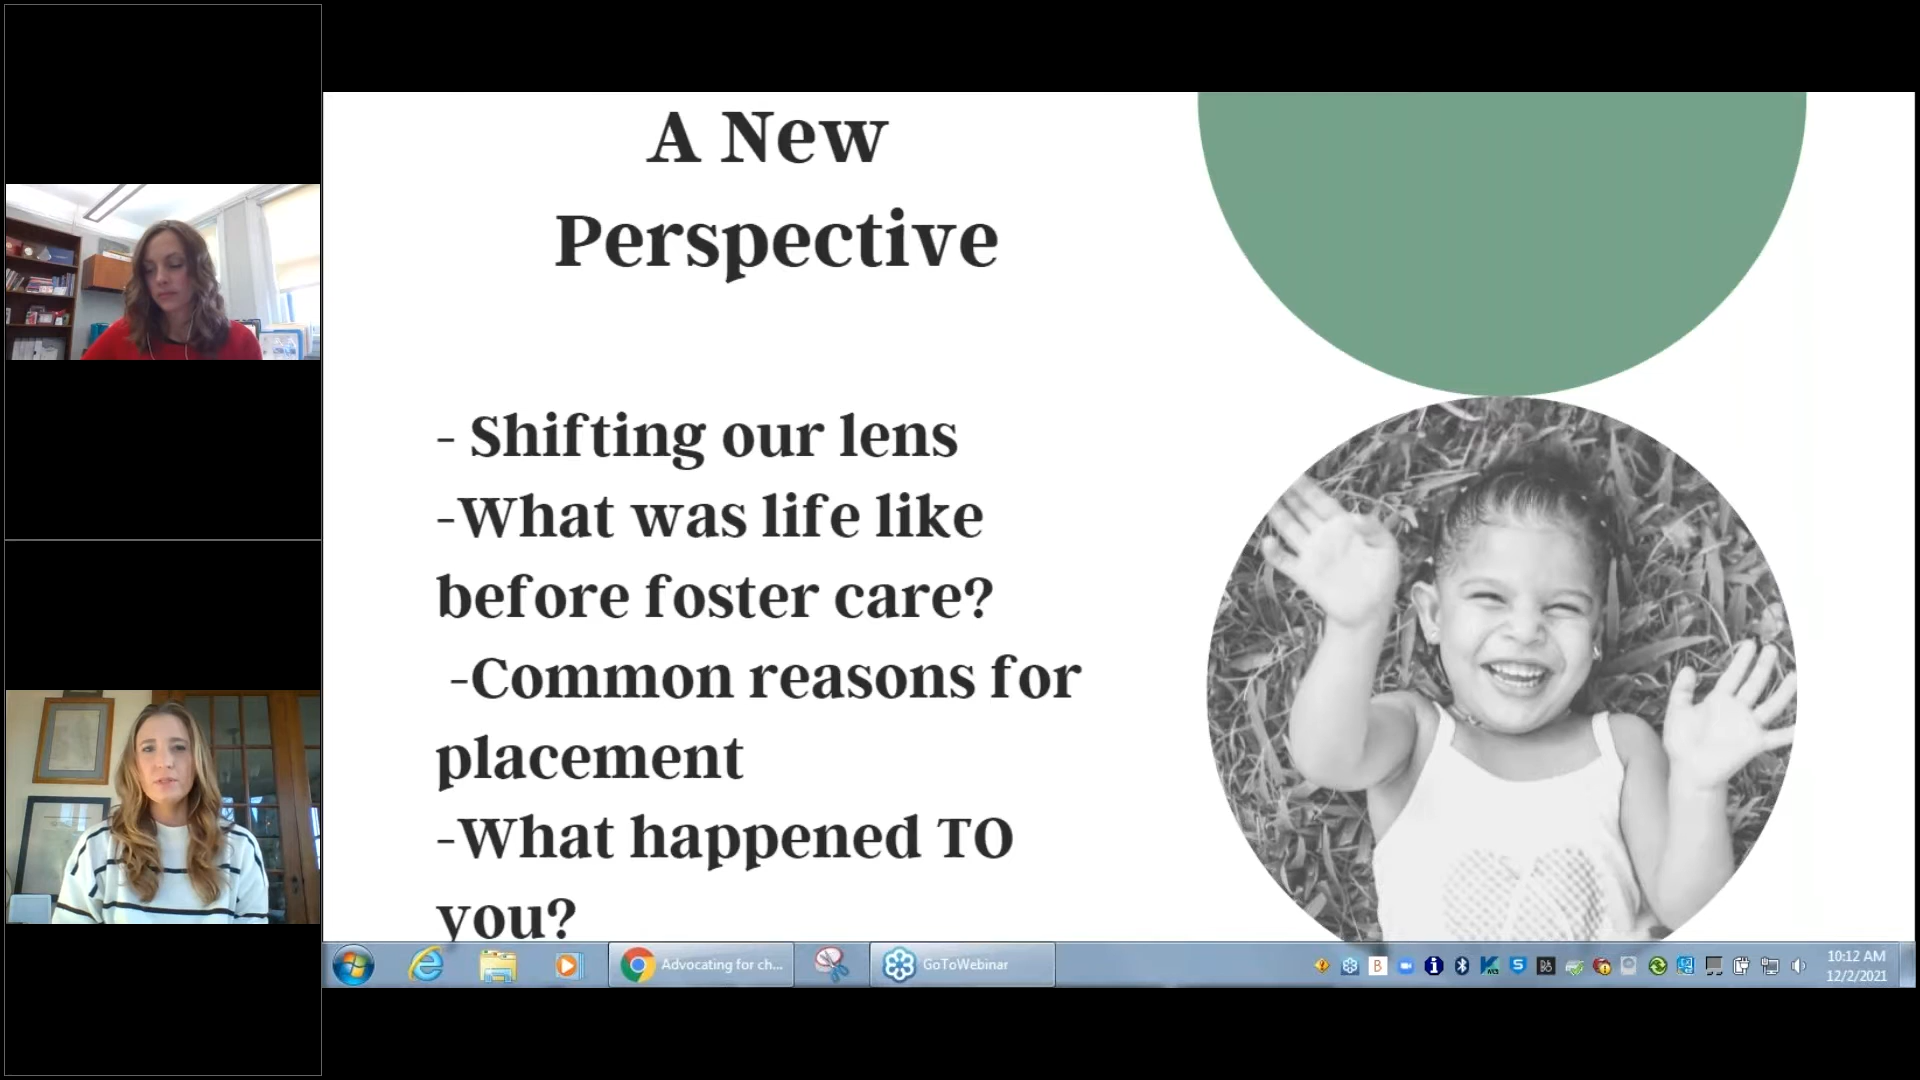 A New
Perspective
- Shifting our lens
-What was life like
before foster care?
-Common reasons for
placement
-What happened TO
you?
Advocating for ch...
GoToWebinar
10:12 AM
12/2/2021